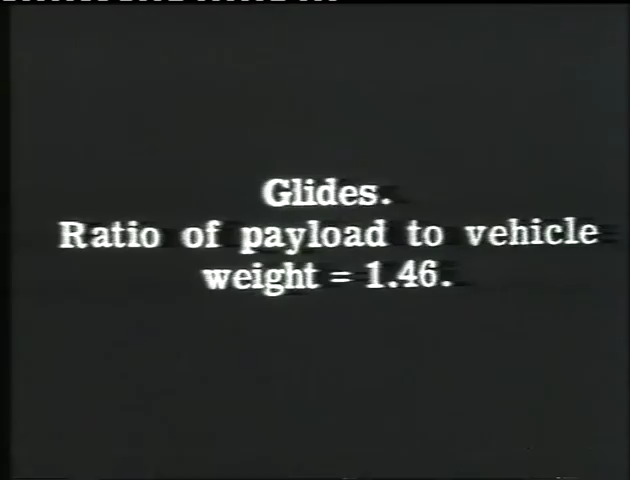 Glides.
Ratio of payload to vehicle
weight = 1.46.